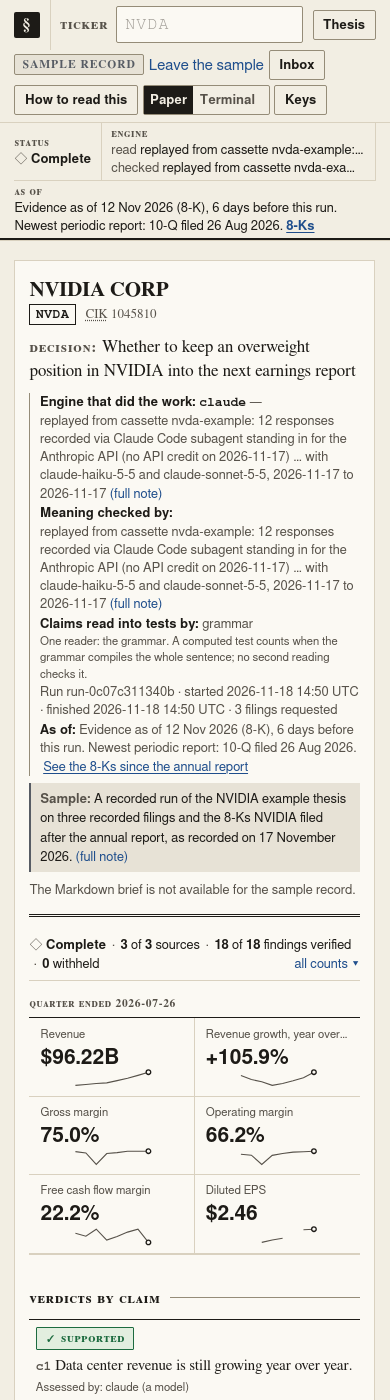 § TICKER NVDA Thesis
SAMPLE RECORD Leave the sample Inbox
How to read this Paper Terminal Keys
STATUS
◇ Complete
ENGINE
read replayed from cassette nvda-example:…
checked replayed from cassette nvda-exa…
AS OF
Evidence as of 12 Nov 2026 (8-K), 6 days before this run.
Newest periodic report: 10-Q filed 26 Aug 2026. 8-Ks
NVIDIA CORP
NVDA CIK 1045810
DECISION: Whether to keep an overweight
position in NVIDIA into the next earnings report
Engine that did the work: claude —
replayed from cassette nvda-example: 12 responses
recorded via Claude Code subagent standing in for the
Anthropic API (no API credit on 2026-11-17) … with
claude-haiku-5-5 and claude-sonnet-5-5, 2026-11-17 to
2026-11-17 (full note)
Meaning checked by:
replayed from cassette nvda-example: 12 responses
recorded via Claude Code subagent standing in for the
Anthropic API (no API credit on 2026-11-17) … with
claude-haiku-5-5 and claude-sonnet-5-5, 2026-11-17 to
2026-11-17 (full note)
Claims read into tests by: grammar
One reader: the grammar. A computed test counts when the
grammar compiles the whole sentence; no second reading
checks it.
Run run-0c07c311340b · started 2026-11-18 14:50 UTC
· finished 2026-11-18 14:50 UTC · 3 filings requested
As of: Evidence as of 12 Nov 2026 (8-K), 6 days before
this run. Newest periodic report: 10-Q filed 26 Aug 2026.
See the 8-Ks since the annual report
Sample: A recorded run of the NVIDIA example thesis
on three recorded filings and the 8-Ks NVIDIA filed
after the annual report, as recorded on 17 November
2026. (full note)
The Markdown brief is not available for the sample record.
◇ Complete · 3 of 3 sources · 18 of 18 findings verified
· 0 withheld all counts ▾
QUARTER ENDED 2026-07-26
Revenue
$96.22B
Revenue growth, year over…
+105.9%
Gross margin
75.0%
Operating margin
66.2%
Free cash flow margin
22.2%
Diluted EPS
$2.46
VERDICTS BY CLAIM
✓ SUPPORTED
c1 Data center revenue is still growing year over year.
Assessed by: claude (a model)